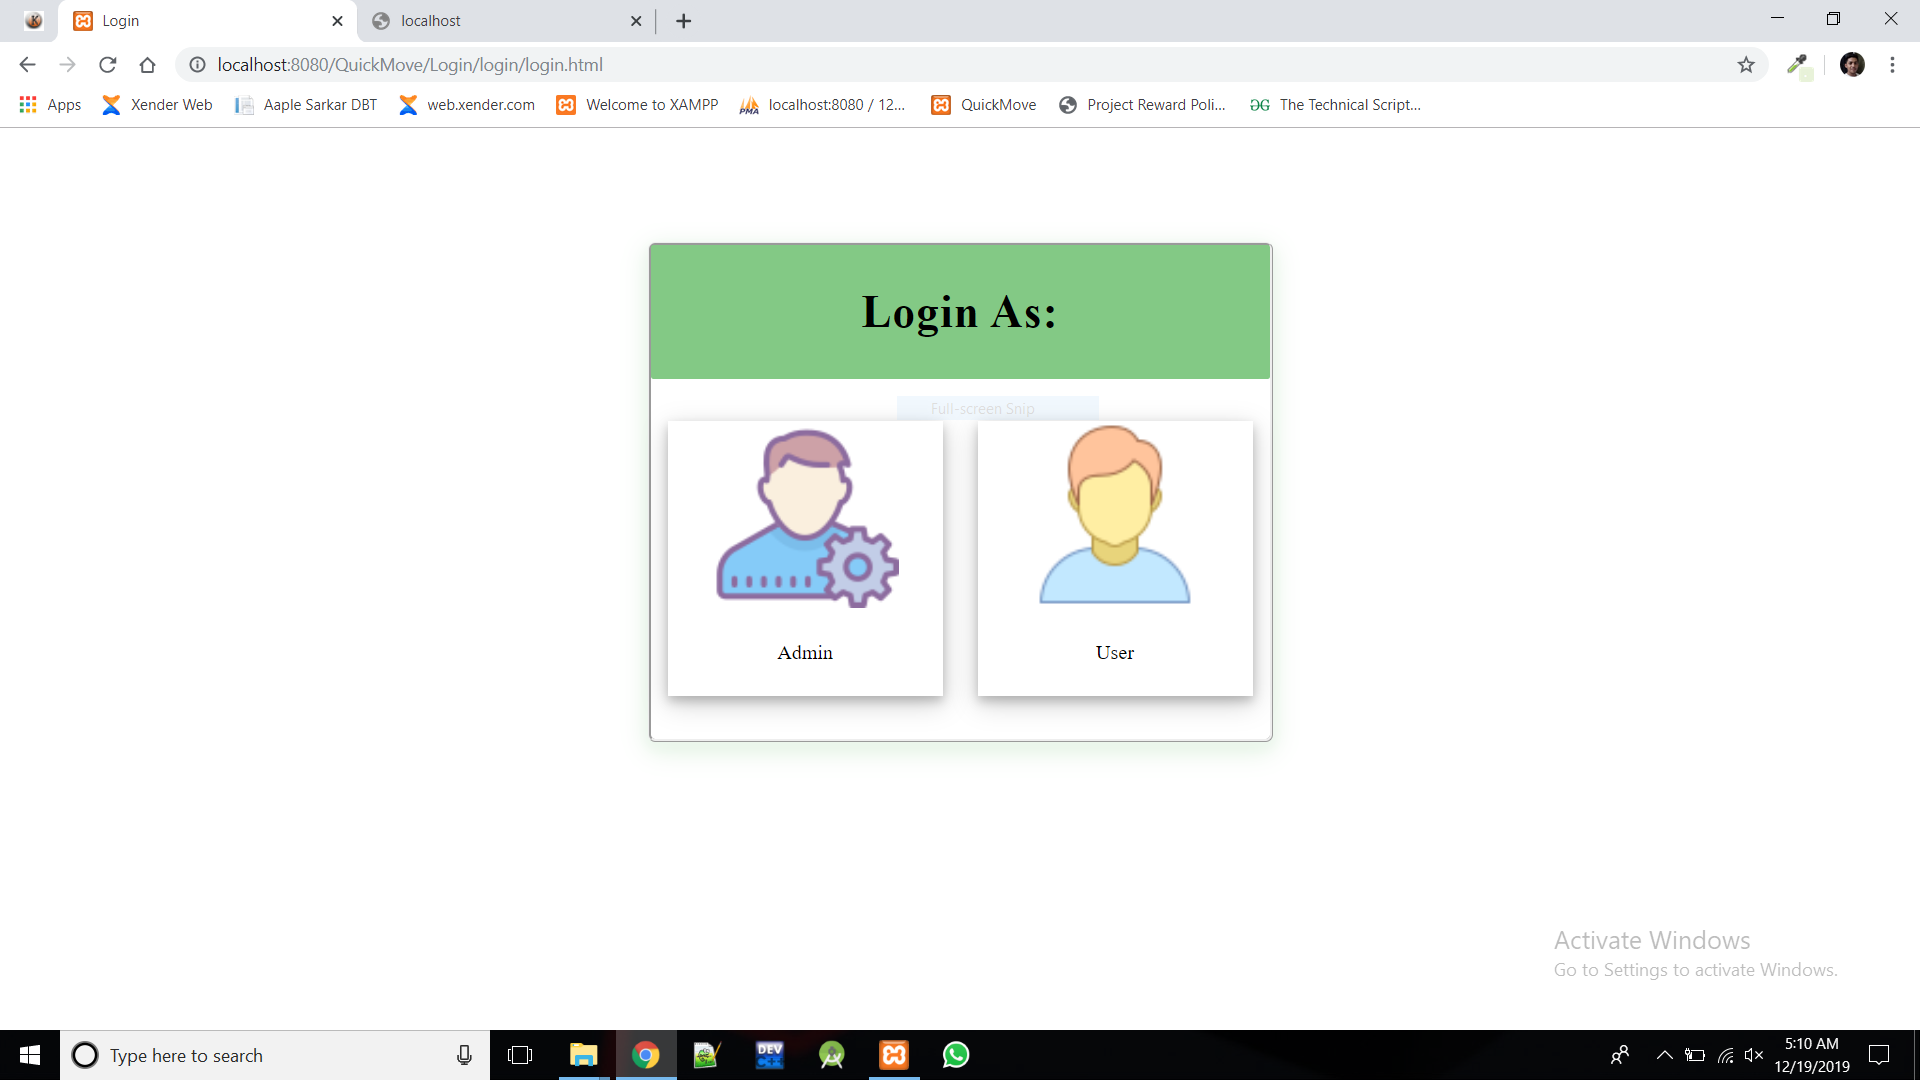 Login
localhost
localhost:8080/QuickMove/Login/login/login.html
Apps
Xender Web
Aaple Sarkar DBT
web.xender.com
Welcome to XAMPP
PMA
localhost:8080 / 12...
QuickMove
Project Reward Poli...
The Technical Script...
Login As:
Full-screen Snip
Admin
User
Activate Windows
Go to Settings to activate Windows.
Type here to search
DEV
5:10 AM
12/19/2019